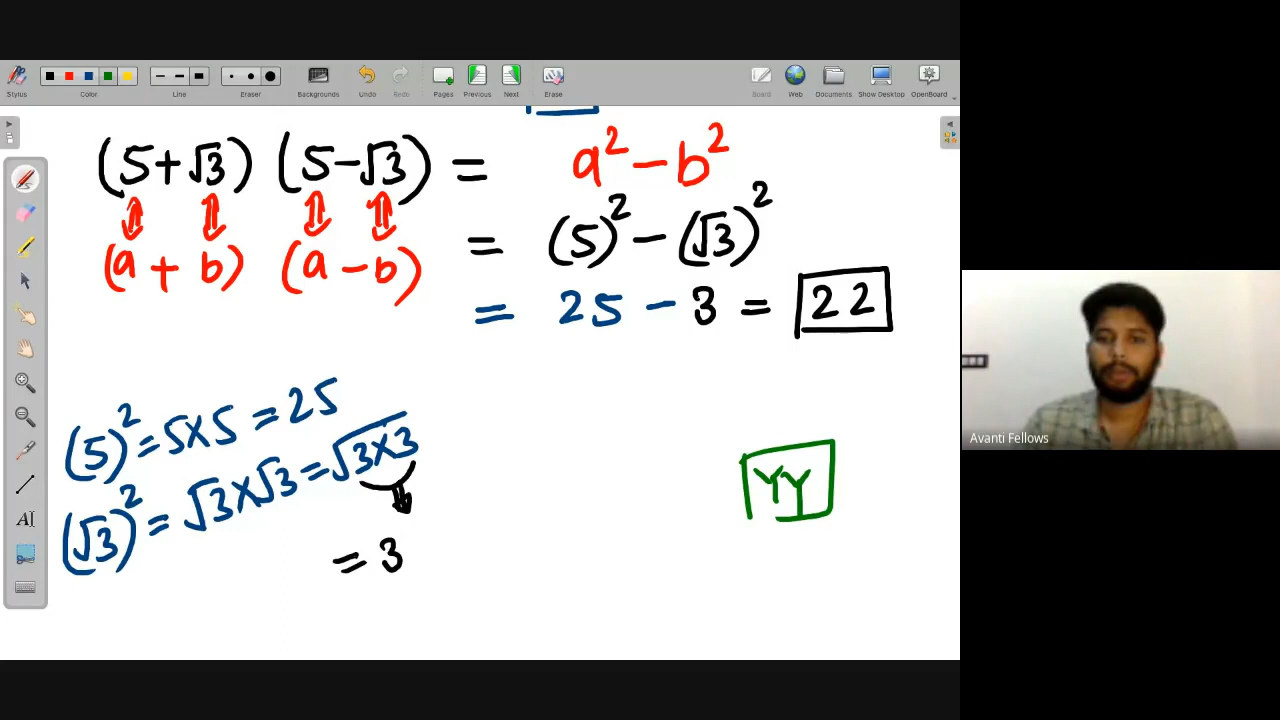 Stylus
Color
Line
Eraser
Backgrounds
Undo
Redo
Pages
Previous
Next
Erase
Board
Web
Documents
Show Desktop
OpenBoard
(5+√3) (5-√3) = a² - b²
(a + b) (a - b)
= (5)² - (√3)²
= 25 - 3 = 22
(5)² = 5×5 = 25
(√3)² = √3×√3 = √3×3
= 3
YY
Avanti Fellows